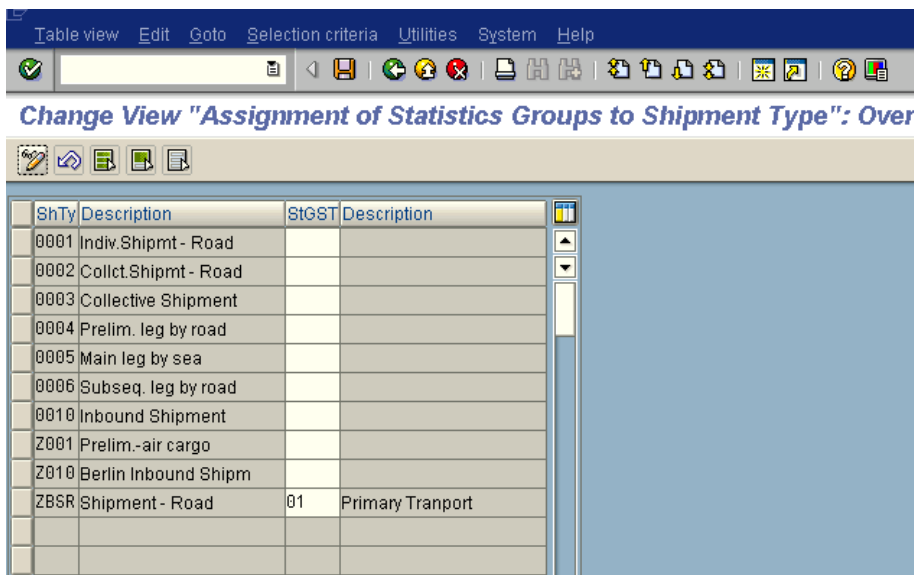 Table view Edit Goto Selection criteria Utilities System Help
Change View "Assignment of Statistics Groups to Shipment Type": Over
ShTy Description StGST Description
0001 Indiv.Shipmt - Road
0002 Collct.Shipmt - Road
0003 Collective Shipment
0004 Prelim. leg by road
0005 Main leg by sea
0006 Subseq. leg by road
0010 Inbound Shipment
Z001 Prelim.-air cargo
Z010 Berlin Inbound Shipm
ZBSR Shipment - Road 01 Primary Tranport